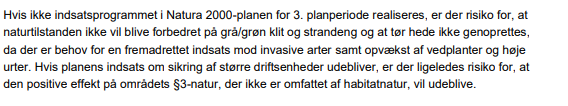 Hvis ikke indsatsprogrammet i Natura 2000-planen for 3. planperiode realiseres, er der risiko for, at
naturtilstanden ikke vil blive forbedret på grå/grøn klit og strandeng og at tør hede ikke genoprettes,
da der er behov for en fremadrettet indsats mod invasive arter samt opvækst af vedplanter og høje
urter. Hvis planens indsats om sikring af større driftsenheder udebliver, er der ligeledes risiko for, at
den positive effekt på områdets §3-natur, der ikke er omfattet af habitatnatur, vil udeblive.